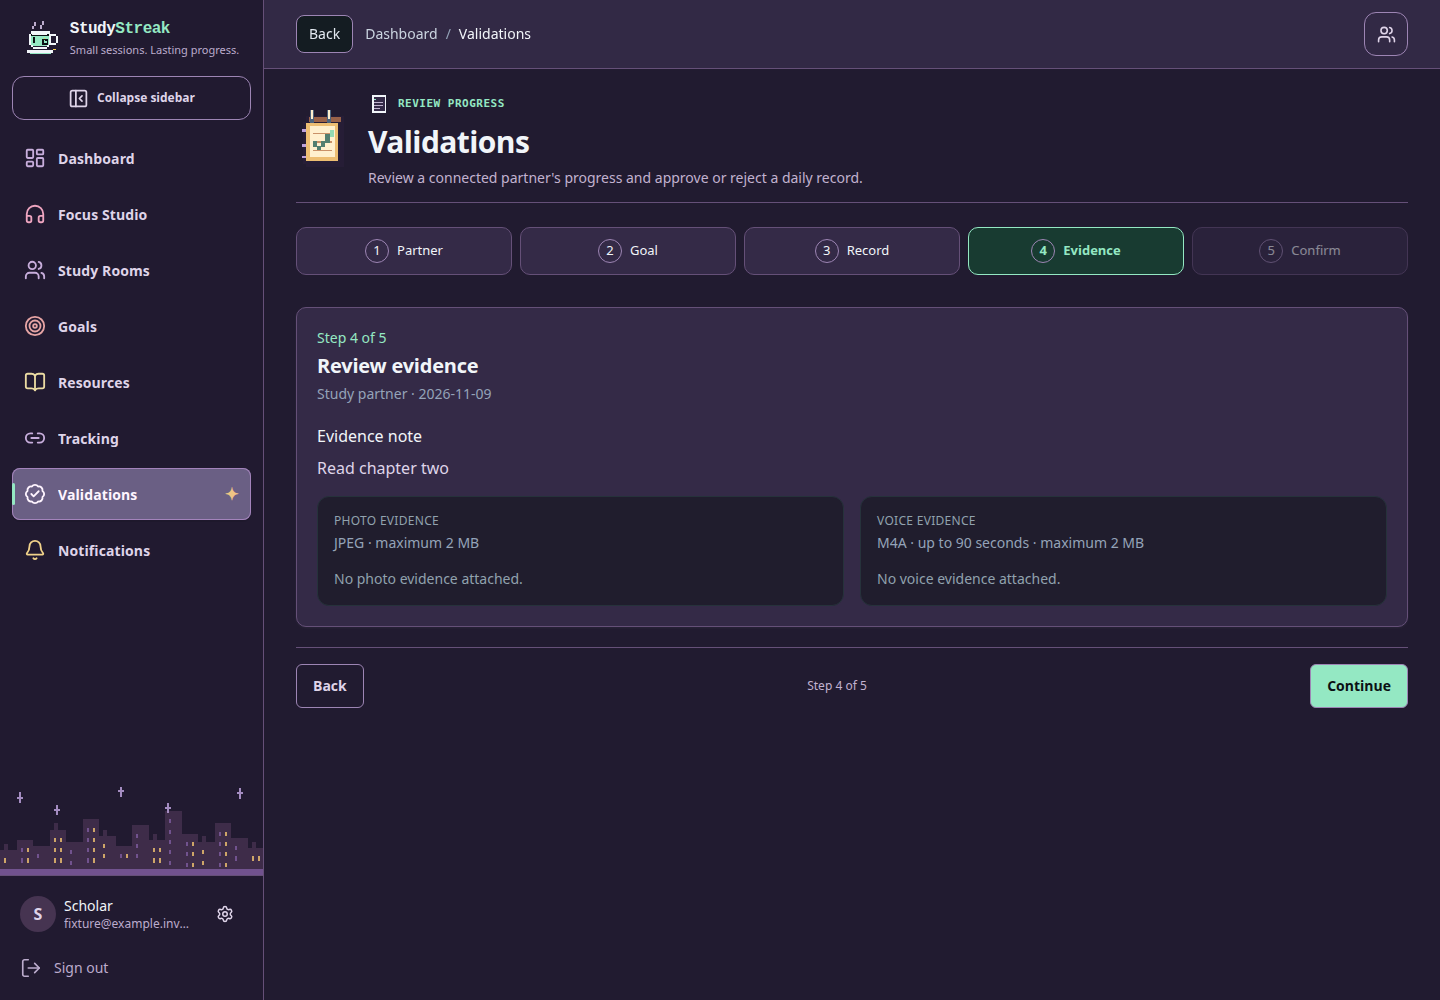 StudyStreak
Small sessions. Lasting progress.
Collapse sidebar
Dashboard
Focus Studio
Study Rooms
Goals
Resources
Tracking
Validations
Notifications
Scholar
S
fixture@example.inv...
Sign out
Back
Dashboard / Validations
REVIEW PROGRESS
Validations
Review a connected partner's progress and approve or reject a daily record.
1 Partner
2 Goal
3 Record
4 Evidence
5 Confirm
Step 4 of 5
Review evidence
Study partner · 2026-11-09
Evidence note
Read chapter two
PHOTO EVIDENCE
JPEG · maximum 2 MB
No photo evidence attached.
VOICE EVIDENCE
M4A · up to 90 seconds · maximum 2 MB
No voice evidence attached.
Back
Step 4 of 5
Continue